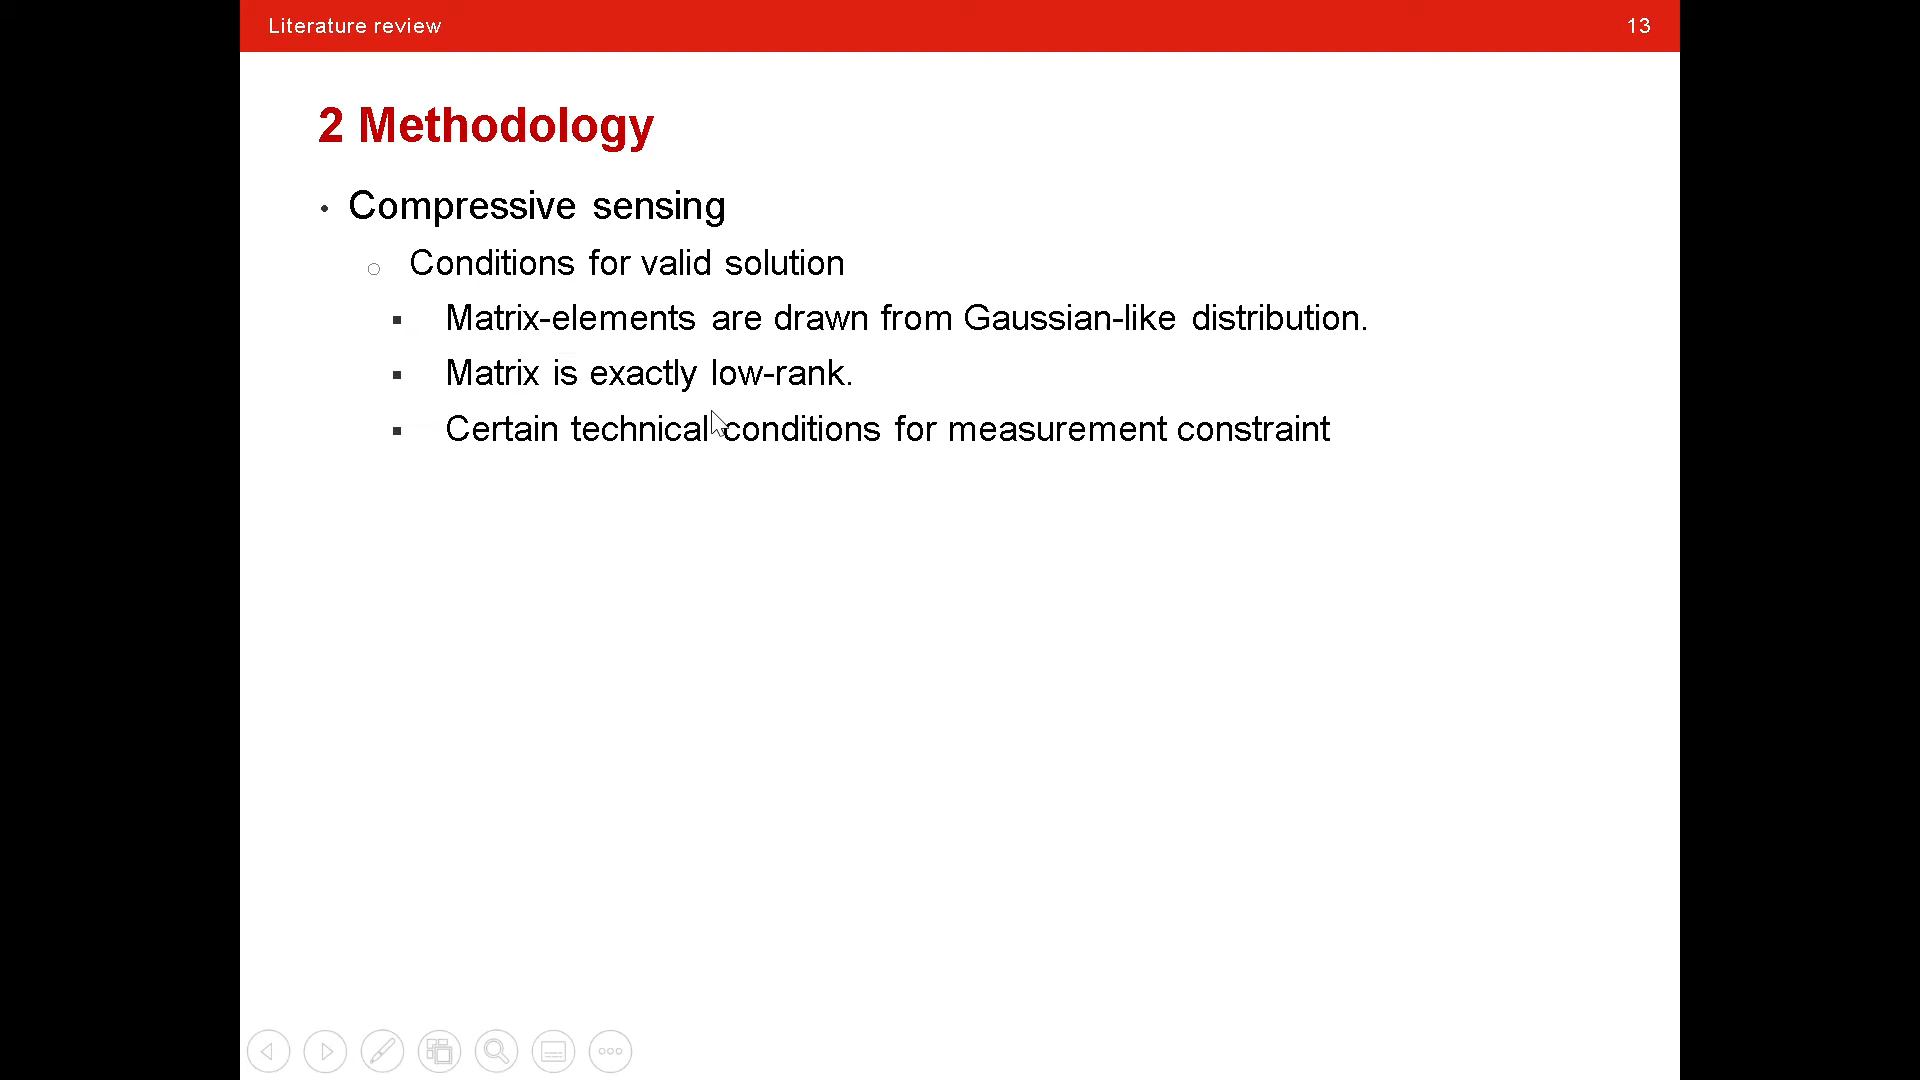 Literature review 13
2 Methodology
• Compressive sensing
○ Conditions for valid solution
▪ Matrix-elements are drawn from Gaussian-like distribution.
▪ Matrix is exactly low-rank.
▪ Certain technical conditions for measurement constraint